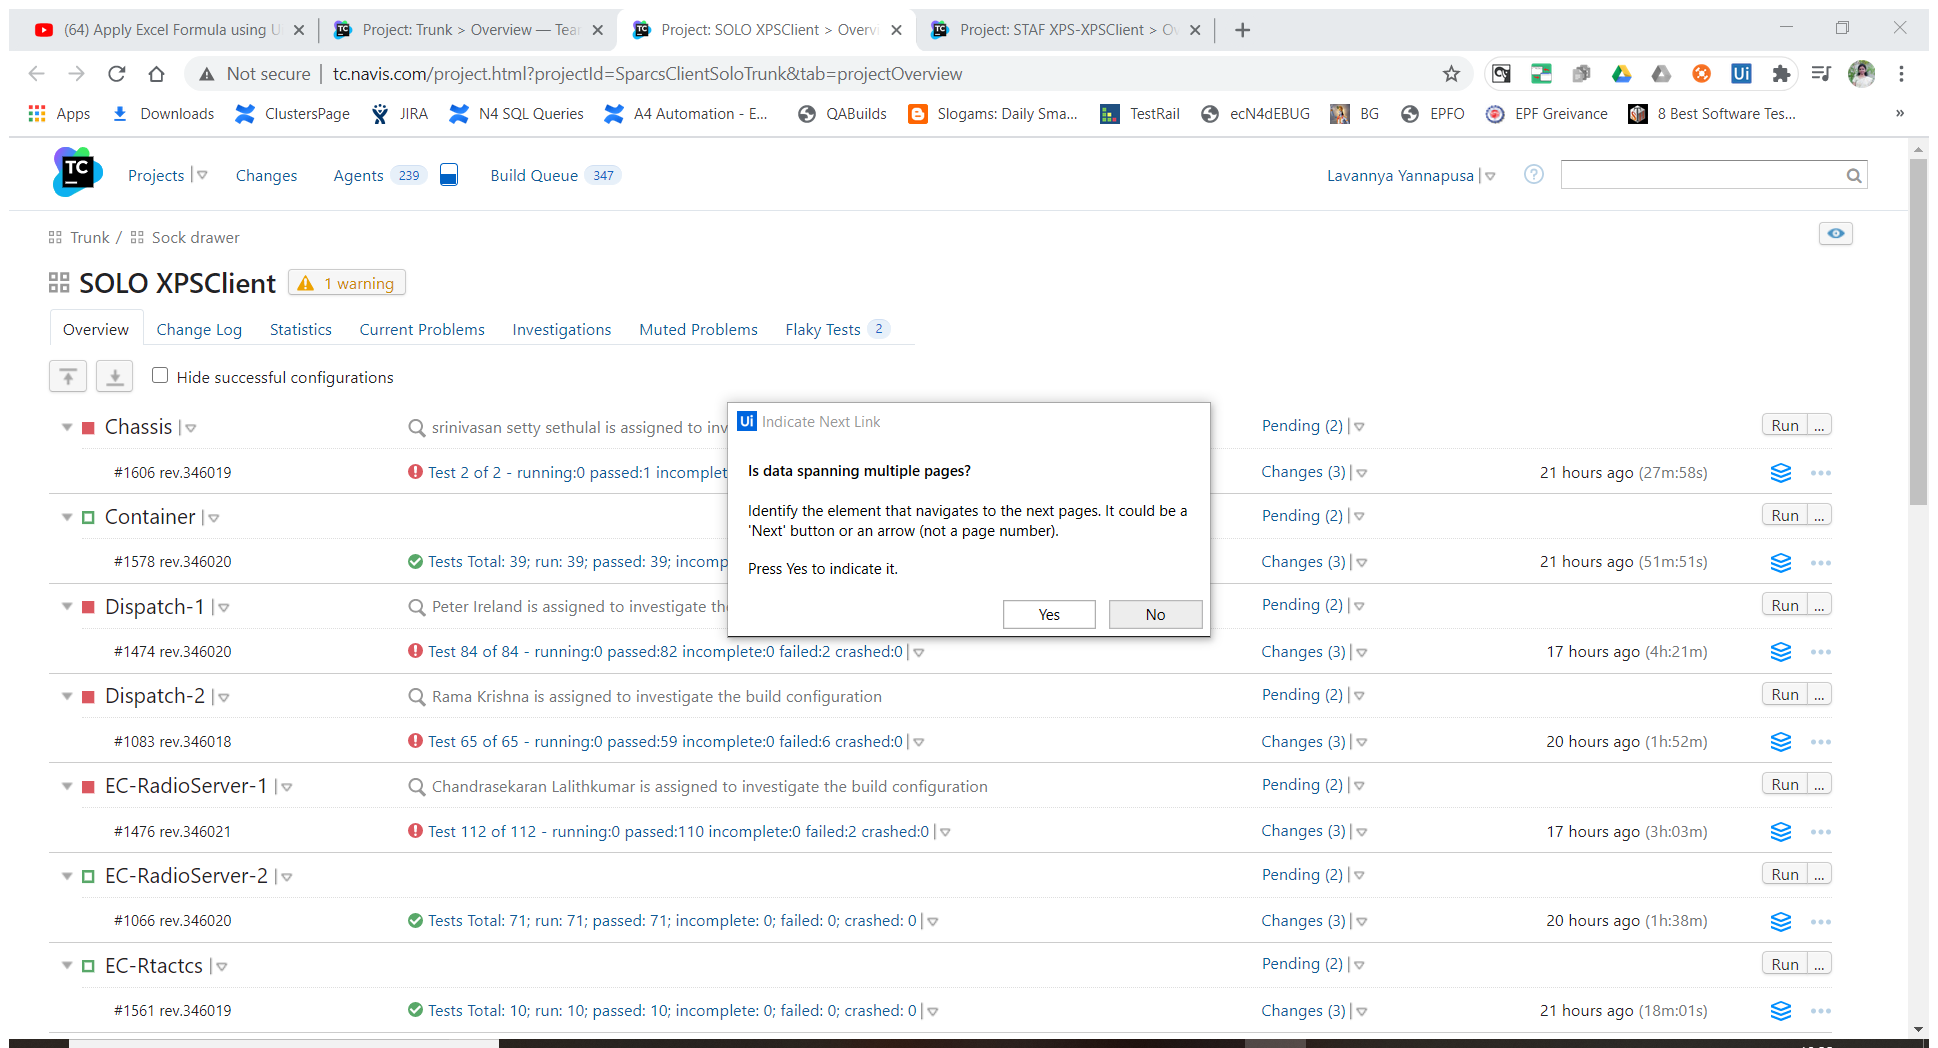 (64) Apply Excel Formula using U
Project: Trunk > Overview — Tear
Project: SOLO XPSClient > Overvi
Project: STAF XPS-XPSClient > Ov
Not secure | tc.navis.com/project.html?projectId=SparcsClientSoloTrunk&tab=projectOverview
Apps Downloads ClustersPage JIRA N4 SQL Queries A4 Automation - E... QABuilds Slogams: Daily Sma... TestRail ecN4dEBUG BG EPFO EPF Greivance 8 Best Software Tes... »
TC Projects Changes Agents 239 Build Queue 347 Lavannya Yannapusa ?
Trunk / Sock drawer
SOLO XPSClient 1 warning
Overview Change Log Statistics Current Problems Investigations Muted Problems Flaky Tests 2
Hide successful configurations
Chassis srinivasan setty sethulal is assigned to inv Pending (2) Run ...
#1606 rev.346019 Test 2 of 2 - running:0 passed:1 incomplet Changes (3) 21 hours ago (27m:58s)
Container Pending (2) Run ...
#1578 rev.346020 Tests Total: 39; run: 39; passed: 39; incomp Changes (3) 21 hours ago (51m:51s)
Dispatch-1 Peter Ireland is assigned to investigate th Pending (2) Run ...
#1474 rev.346020 Test 84 of 84 - running:0 passed:82 incomplete:0 failed:2 crashed:0 Changes (3) 17 hours ago (4h:21m)
Dispatch-2 Rama Krishna is assigned to investigate the build configuration Pending (2) Run ...
#1083 rev.346018 Test 65 of 65 - running:0 passed:59 incomplete:0 failed:6 crashed:0 Changes (3) 20 hours ago (1h:52m)
EC-RadioServer-1 Chandrasekaran Lalithkumar is assigned to investigate the build configuration Pending (2) Run ...
#1476 rev.346021 Test 112 of 112 - running:0 passed:110 incomplete:0 failed:2 crashed:0 Changes (3) 17 hours ago (3h:03m)
EC-RadioServer-2 Pending (2) Run ...
#1066 rev.346020 Tests Total: 71; run: 71; passed: 71; incomplete: 0; failed: 0; crashed: 0 Changes (3) 20 hours ago (1h:38m)
EC-Rtactcs Pending (2) Run ...
#1561 rev.346019 Tests Total: 10; run: 10; passed: 10; incomplete: 0; failed: 0; crashed: 0 Changes (3) 21 hours ago (18m:01s)
Ui Indicate Next Link
Is data spanning multiple pages?
Identify the element that navigates to the next pages. It could be a
'Next' button or an arrow (not a page number).
Press Yes to indicate it.
Yes No